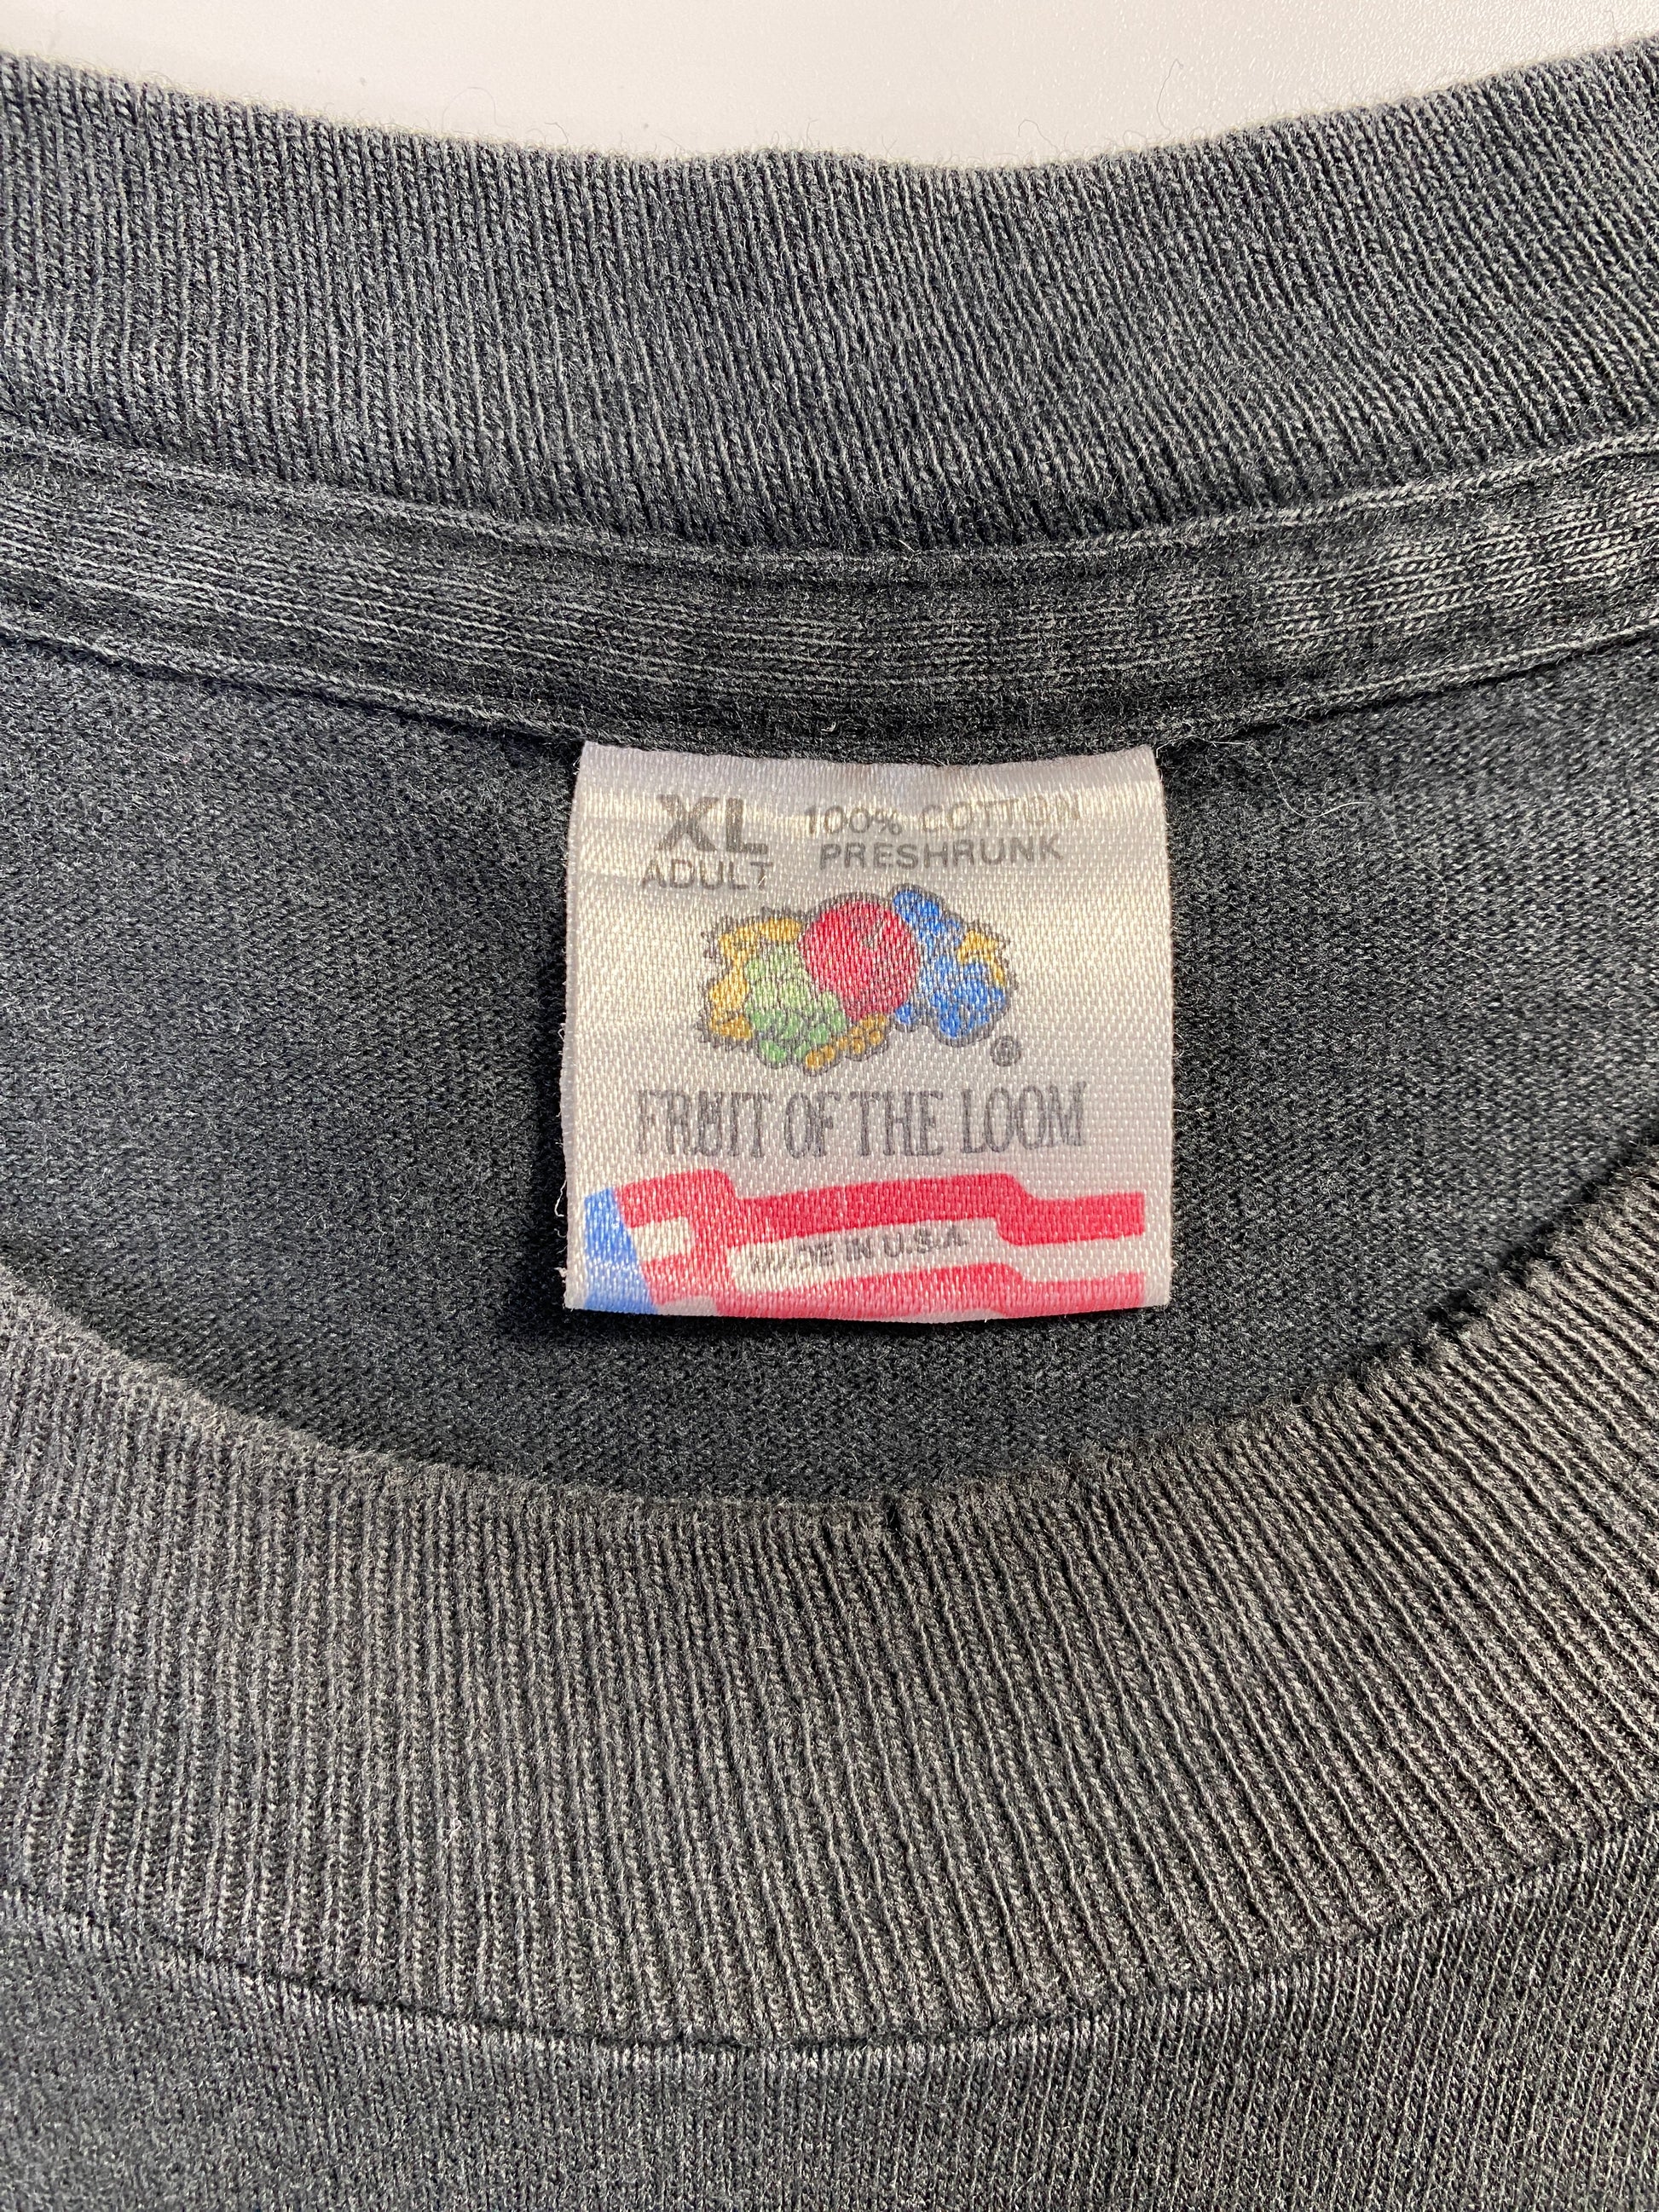 XL 100% COTTON
ADULT PRESHRUNK
®
FRUIT OF THE LOOM
MADE IN U.S.A